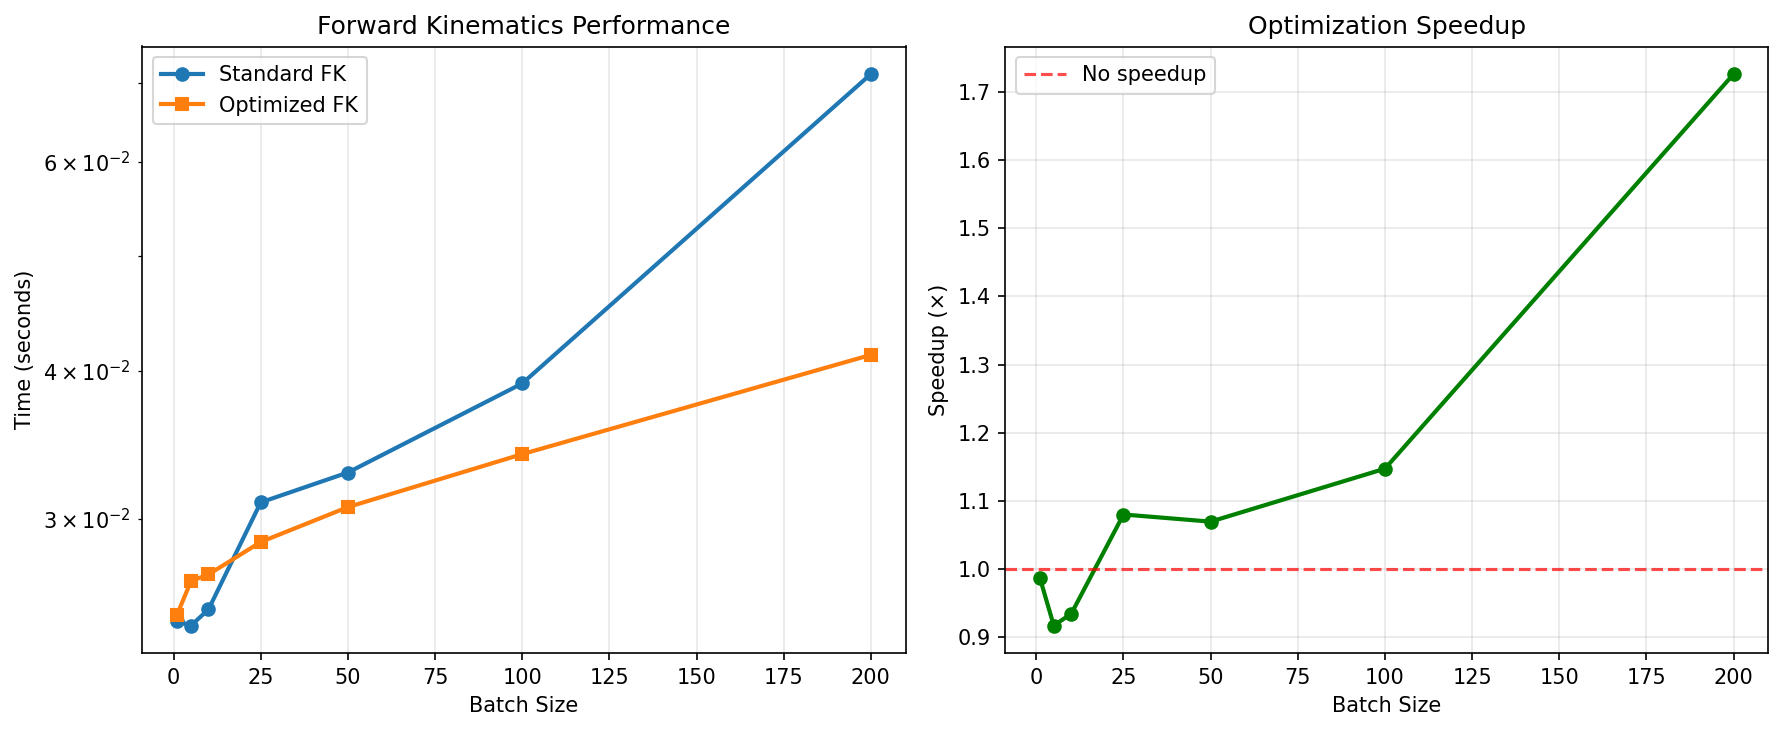 Forward Kinematics Performance
Standard FK
Optimized FK
6 × 10⁻²
4 × 10⁻²
3 × 10⁻²
Time (seconds)
0 25 50 75 100 125 150 175 200
Batch Size
Optimization Speedup
No speedup
1.7
1.6
1.5
1.4
1.3
1.2
1.1
1.0
0.9
Speedup (×)
0 25 50 75 100 125 150 175 200
Batch Size